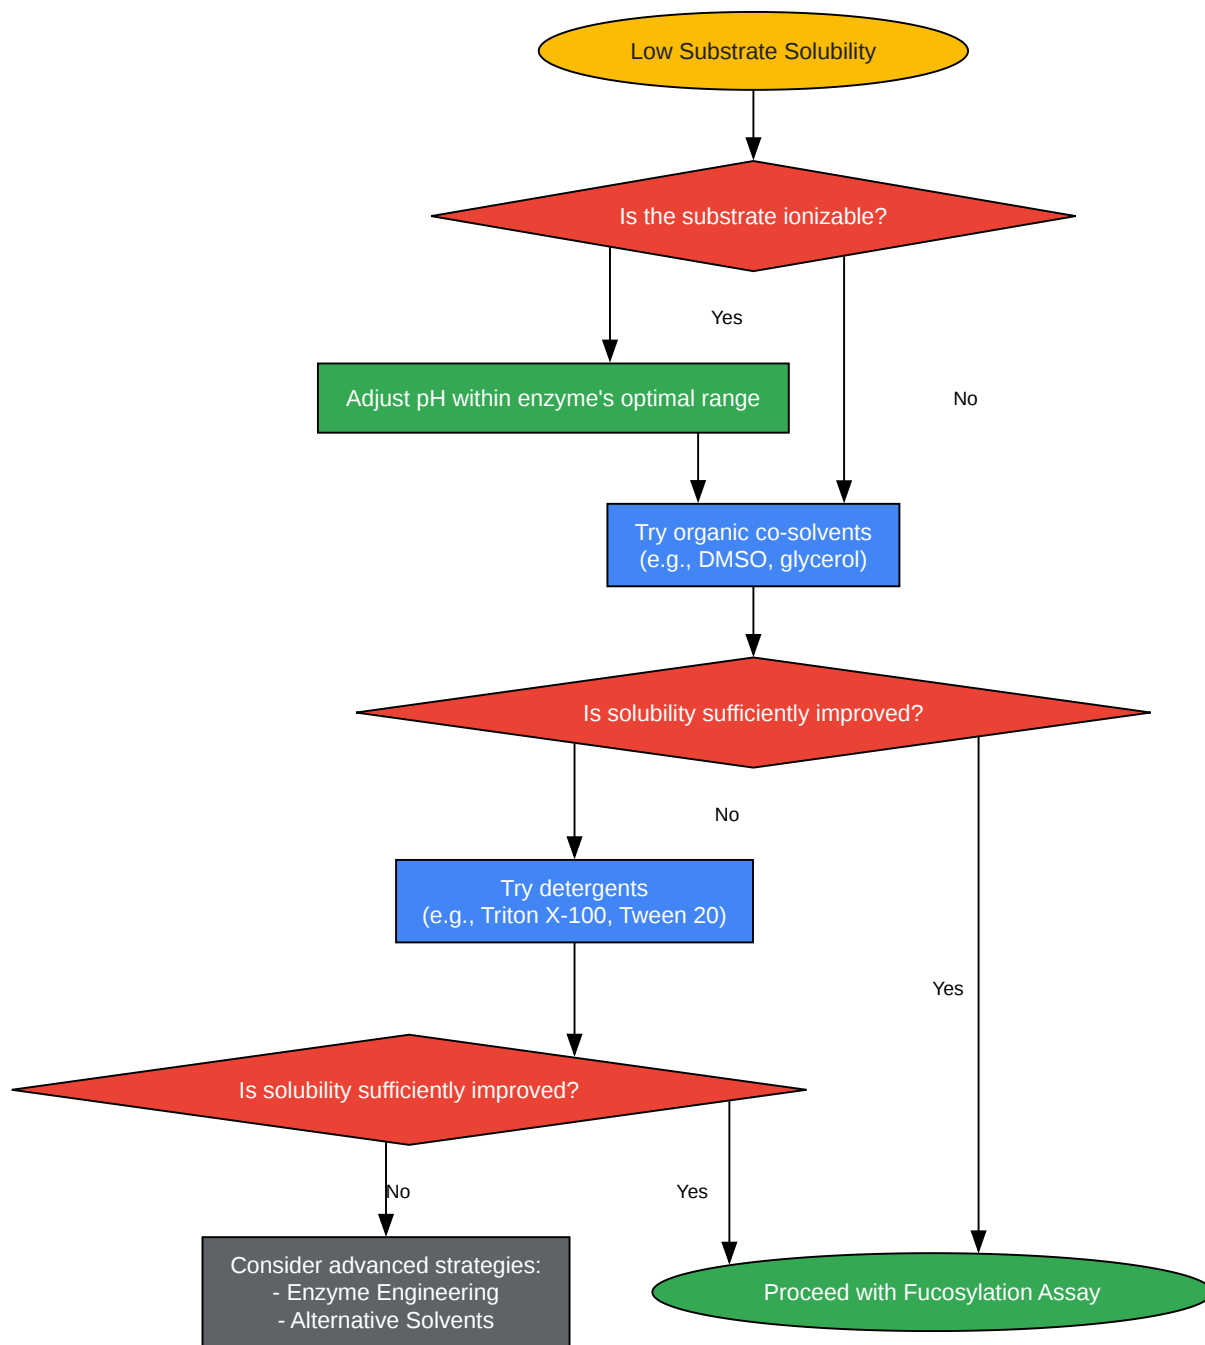 Low Substrate Solubility
Is the substrate ionizable?
Yes
Adjust pH within enzyme's optimal range
No
Try organic co-solvents
(e.g., DMSO, glycerol)
Is solubility sufficiently improved?
No
Try detergents
(e.g., Triton X-100, Tween 20)
Yes
Is solubility sufficiently improved?
No
Yes
Consider advanced strategies:
- Enzyme Engineering
- Alternative Solvents
Proceed with Fucosylation Assay